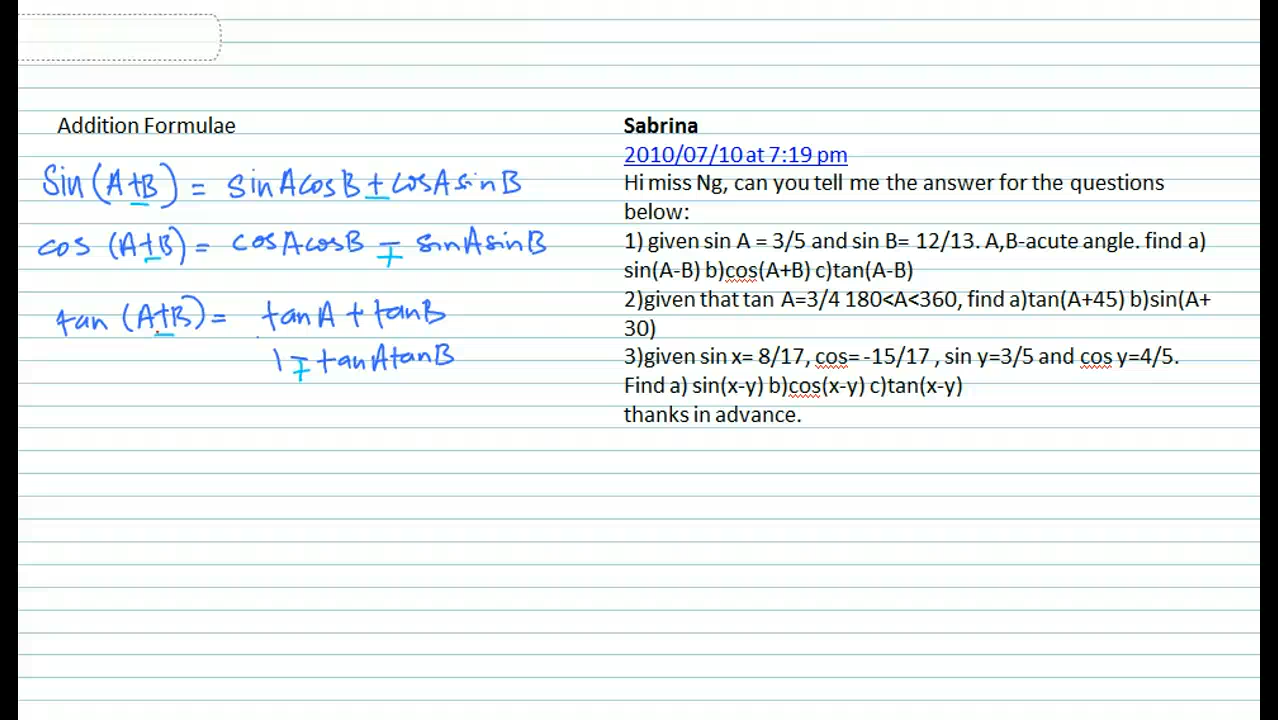 Addition Formulae
Sin (A±B) = sinAcosB ± cosAsinB
cos (A±B) = cosAcosB ∓ sinAsinB
tan (A±B) = tanA + tanB
1 ∓ tanAtanB
Sabrina
2010/07/10 at 7:19 pm
Hi miss Ng, can you tell me the answer for the questions
below:
1) given sin A = 3/5 and sin B= 12/13. A,B-acute angle. find a)
sin(A-B) b)cos(A+B) c)tan(A-B)
2)given that tan A=3/4 180<A<360, find a)tan(A+45) b)sin(A+
30)
3)given sin x= 8/17, cos= -15/17 , sin y=3/5 and cos y=4/5.
Find a) sin(x-y) b)cos(x-y) c)tan(x-y)
thanks in advance.